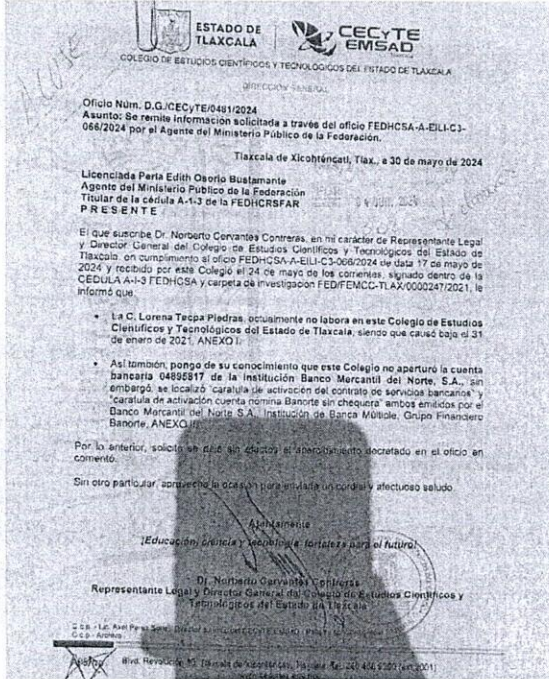 ACUSE
ESTADO DE
TLAXCALA
CECyTE
EMSAD
COLEGIO DE ESTUDIOS CIENTÍFICOS Y TECNOLÓGICOS DEL ESTADO DE TLAXCALA
DIRECCIÓN GENERAL
Oficio Núm. D.G./CECyTE/0481/2024
Asunto: Se remite información solicitada a través del oficio FEDHCSA-A-EILI-C3-
066/2024 por el Agente del Ministerio Público de la Federación.
Tlaxcala de Xicohténcatl, Tlax., a 30 de mayo de 2024
Licenciada Perla Edith Osorio Bustamante
Agente del Ministerio Publico de la Federación
Titular de la cédula A-1-3 de la FEDHCRSFAR
P R E S E N T E
El que suscribe Dr. Norberto Cervantes Contreras, en mi carácter de Representante Legal
y Director General del Colegio de Estudios Científicos y Tecnológicos del Estado de
Tlaxcala, en cumplimiento al oficio FEDHCSA-A-EILI-C3-066/2024 de data 17 de mayo de
2024 y recibido por este Colegio el 24 de mayo de los corrientes, signado dentro de la
CEDULA A-I-3 FEDHCSA y carpeta de investigación FED/FEMCC-TLAX/0000247/2021, le
informó que:
• La C. Lorena Tecpa Piedras, actualmente no labora en este Colegio de Estudios
Científicos y Tecnológicos del Estado de Tlaxcala, siendo que causó baja el 31
de enero de 2021, ANEXO I.
• Así también, pongo de su conocimiento que este Colegio no aperturó la cuenta
bancaria 04895817 de la Institución Banco Mercantil del Norte, S.A., sin
embargo, se localizó "caratula de activación del contrato de servicios bancarios" y
"caratula de activación cuenta nomina Banorte sin chequera" ambos emitidos por el
Banco Mercantil del Norte S.A., Institución de Banca Múltiple, Grupo Financiero
Banorte, ANEXO
Por lo anterior, solicito se deje sin efectos el apercibimiento decretado en el oficio en
comentó.
Sin otro particular, aprovecho la ocasión para enviarla un cordial y afectuoso saludo
Atentamente
¡Educación, ciencia y tecnología: fortaleza para el futuro!
Dr. Norberto Cervantes Contreras
Representante Legal y Director General del Colegio de Estudios Científicos y
Tecnológicos del Estado de Tlaxcala
C.c.p.- Archivo